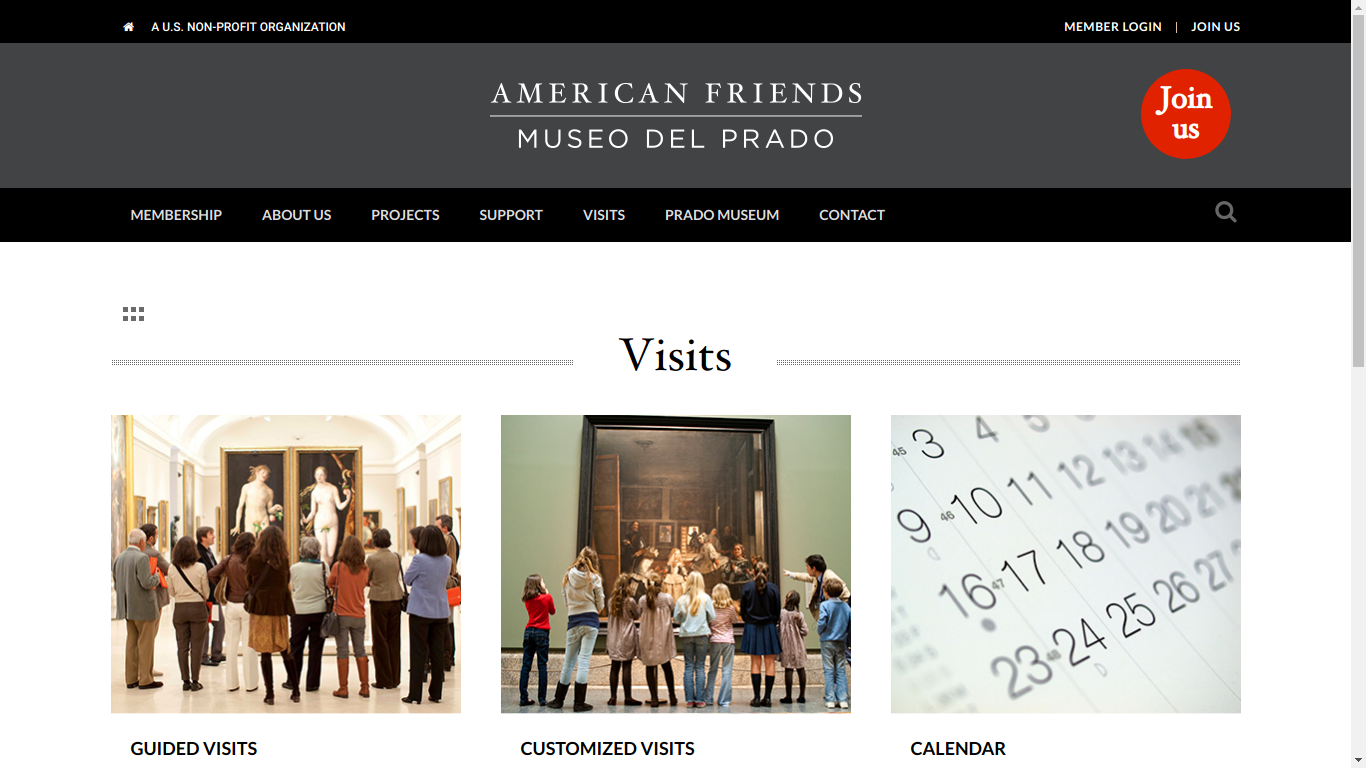 A U.S. NON-PROFIT ORGANIZATION
MEMBER LOGIN | JOIN US
AMERICAN FRIENDS
MUSEO DEL PRADO
Join
us
MEMBERSHIP ABOUT US PROJECTS SUPPORT VISITS PRADO MUSEUM CONTACT
Visits
3 4 5
45
9 10 11 12 13 14 15
46
16 17 18 19 20 21
47
23 24 25 26 27
48
GUIDED VISITS
CUSTOMIZED VISITS
CALENDAR